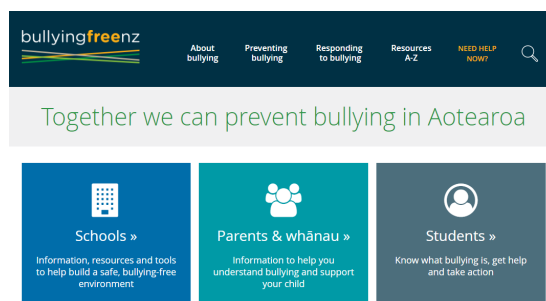 bullyingfreenz
About bullying
Preventing bullying
Responding to bullying
Resources A-Z
NEED HELP NOW?
Together we can prevent bullying in Aotearoa
Schools »
Information, resources and tools
to help build a safe, bullying-free
environment
Parents & whānau »
Information to help you
understand bullying and support
your child
Students »
Know what bullying is, get help
and take action